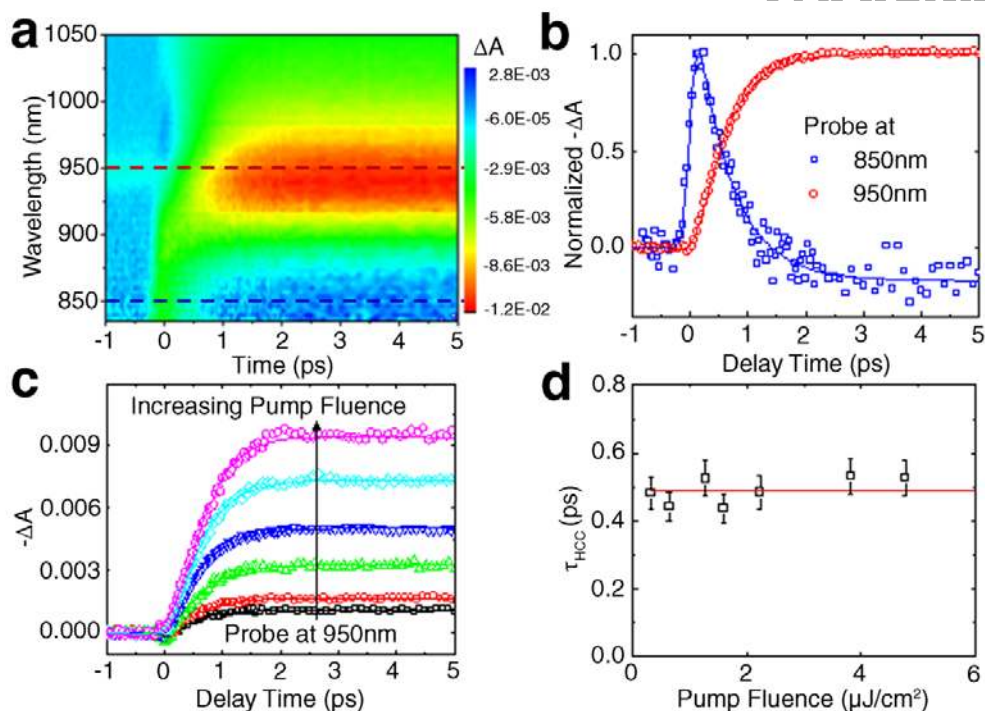 a
1050
1000
950
900
850
Wavelength (nm)
-1 0 1 2 3 4 5
Time (ps)
ΔA
2.8E-03
-6.0E-05
-2.9E-03
-5.8E-03
-8.6E-03
-1.2E-02
b
1.0
0.5
0.0
Normalized -ΔA
Probe at
850nm
950nm
-1 0 1 2 3 4 5
Delay Time (ps)
c
Increasing Pump Fluence
0.009
0.006
0.003
0.000
-ΔA
Probe at 950nm
-1 0 1 2 3 4 5
Delay Time (ps)
d
0.8
0.6
0.4
0.2
0.0
τHCC (ps)
0 2 4 6
Pump Fluence (μJ/cm²)